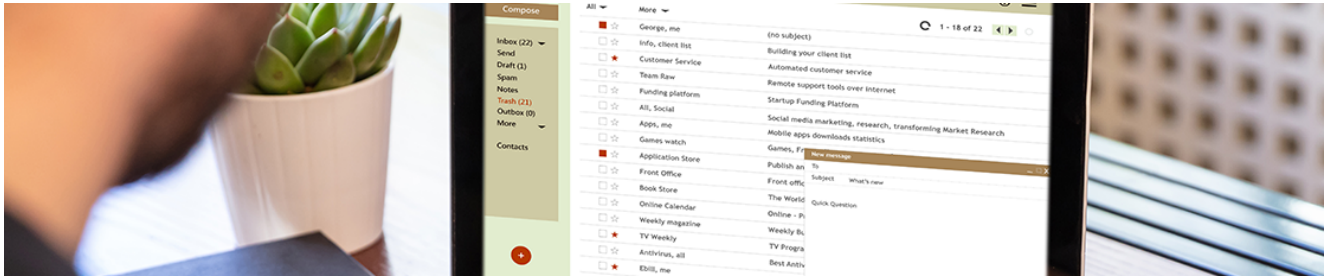 Compose
Inbox (22)
Send
Draft (1)
Spam
Notes
Trash (21)
Outbox (0)
More
Contacts
All
More
1 - 18 of 22
George, me (no subject)
Info, client list Building your client list
Customer Service Automated customer service
Team Raw Remote support tools over internet
Funding platform Startup Funding Platform
All, Social Social media marketing, research, transforming Market Research
Apps, me Mobile apps downloads statistics
Games watch Games,
Application Store Publish an
Front Office Front offic
Book Store The World
Online Calendar Online - P
Weekly magazine Weekly Bu
TV Weekly TV Progra
Antivirus, all Best Antiv
Ebill, me
New message
To
Subject What's new
Quick Question